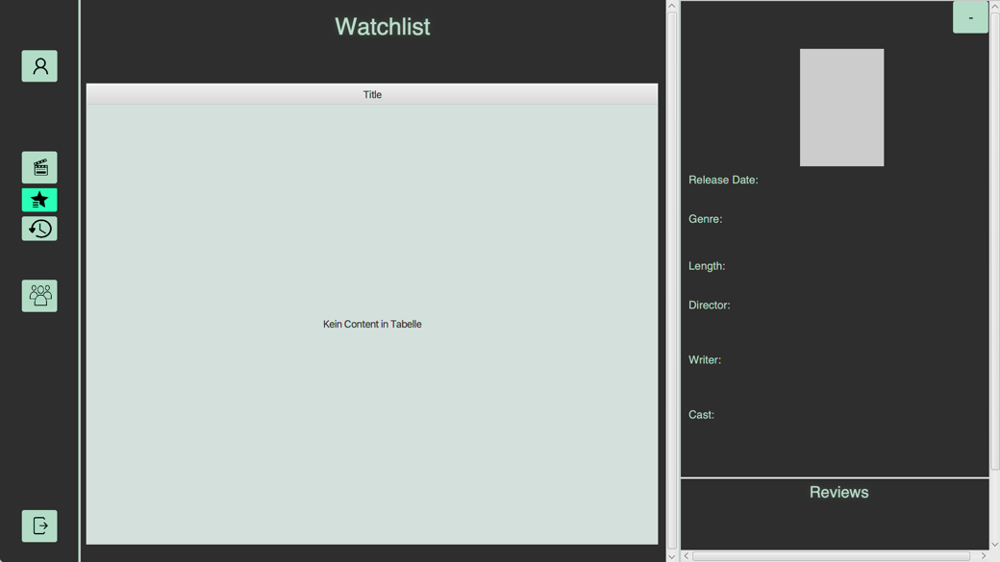 Watchlist
Title
Kein Content in Tabelle
-
Release Date:
Genre:
Length:
Director:
Writer:
Cast:
Reviews